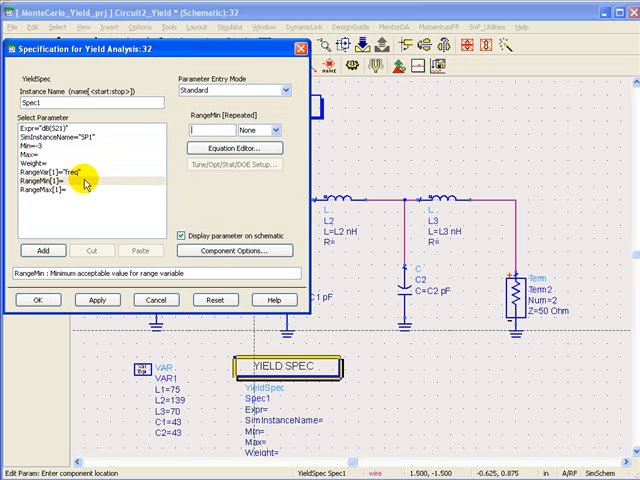 [ MonteCarlo_Yield_prj ] Circuit2_Yield * (Schematic):32
File Edit Select View Insert Options Tools Layout Simulate Window DynamicLink DesignGuide MentorDA MomentumFF SnP_Utilities Help
Specification for Yield Analysis:32
YieldSpec
Instance Name (name[<start:stop>])
Spec1
Select Parameter
Expr="dB(S21)"
SimInstanceName="SP1"
Min=-3
Max=
Weight=
RangeVar[1]="freq"
RangeMin[1]=
RangeMax[1]=
Add
Cut
Paste
Parameter Entry Mode
Standard
RangeMin [Repeated]
None
Equation Editor...
Tune/Opt/Stat/DOE Setup...
Display parameter on schematic
Component Options...
RangeMin : Minimum acceptable value for range variable
OK
Apply
Cancel
Reset
Help
NAME
L
L2
L=L2 nH
R=
L
L3
L=L3 nH
R=
C1 pF
C
C2
C=C2 pF
Term
Term2
Num=2
Z=50 Ohm
Var
Eqn
VAR
VAR1
L1=75
L2=139
L3=70
C1=43
C2=43
YIELD SPEC
YieldSpec
Spec1
Expr=
SimInstanceName=
Min=
Max=
Weight=
Edit Param: Enter component location
YieldSpec Spec1
wire
1.500, -1.500
-0.625, 0.875
in
A/RF
SimSchem